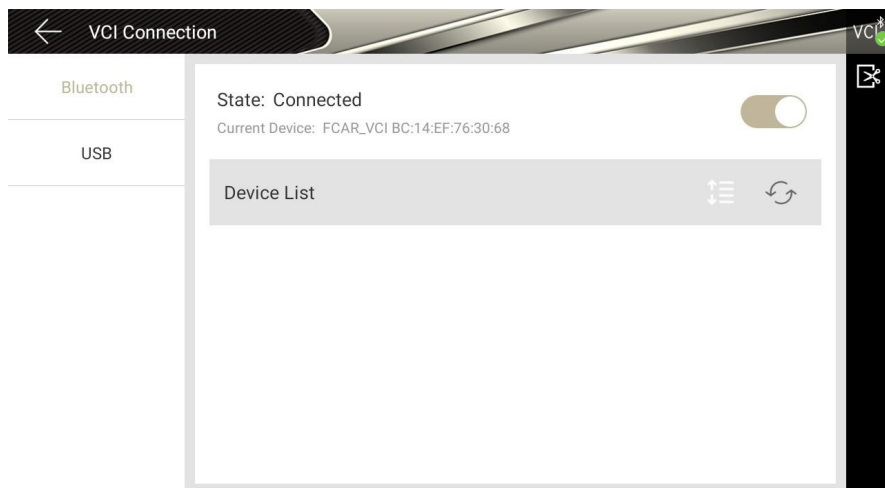 VCI Connection
VCI
Bluetooth
USB
State: Connected
Current Device: FCAR_VCI BC:14:EF:76:30:68
Device List